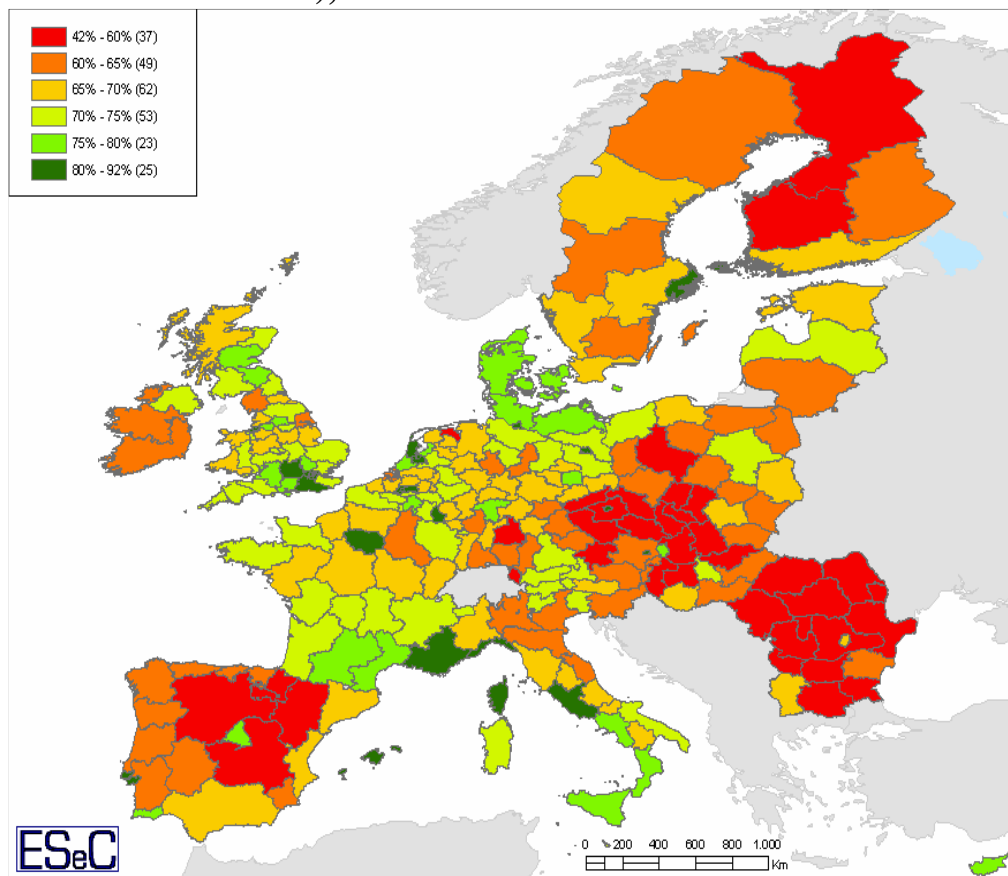 42% - 60% (37)
60% - 65% (49)
65% - 70% (62)
70% - 75% (53)
75% - 80% (23)
80% - 92% (25)
ESeC
0 200 400 600 800 1.000
Km